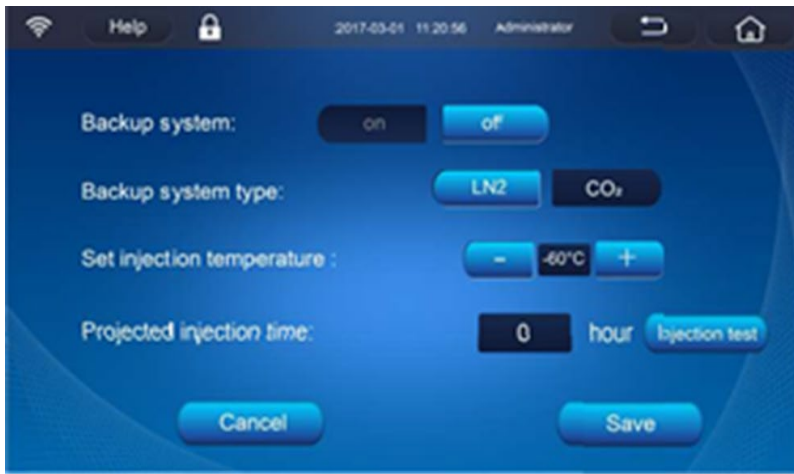 Help 2017-03-01 11:20:56 Administrator
Backup system: on off
Backup system type: LN2 CO₂
Set injection temperature : - -60°C +
Projected injection time: 0 hour Injection test
Cancel Save